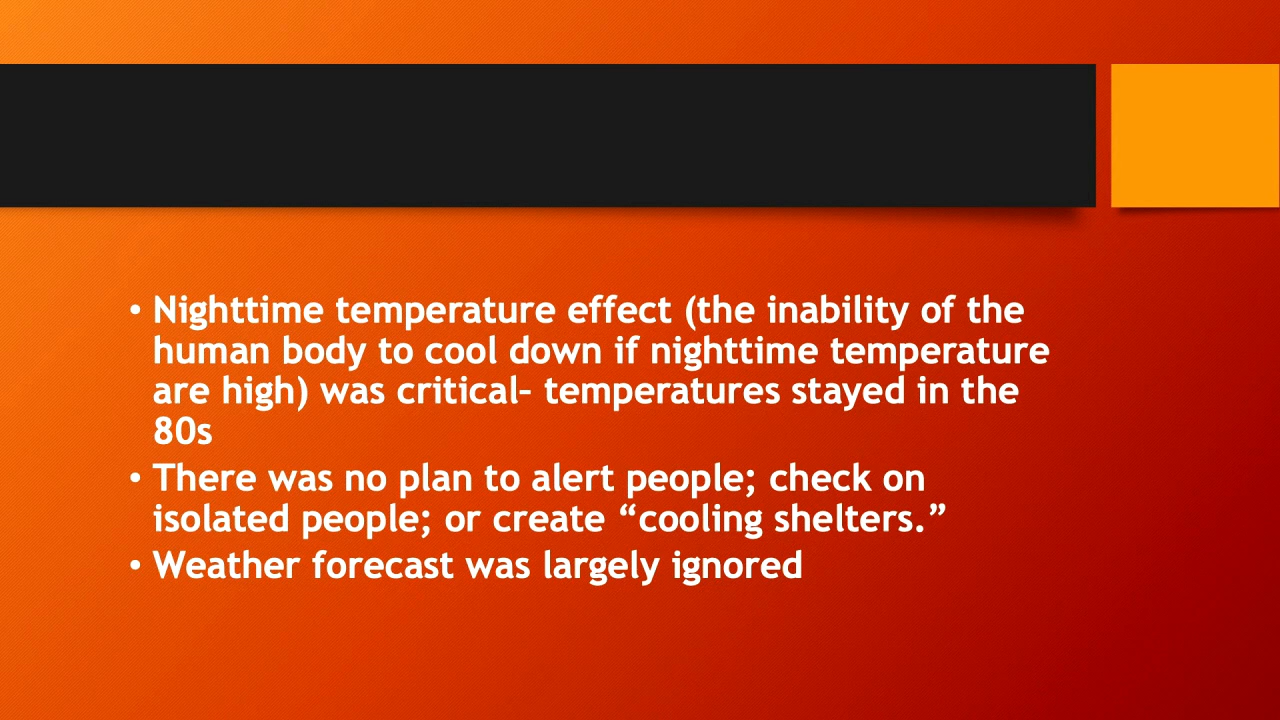 • Nighttime temperature effect (the inability of the
human body to cool down if nighttime temperature
are high) was critical– temperatures stayed in the
80s
• There was no plan to alert people; check on
isolated people; or create “cooling shelters.”
• Weather forecast was largely ignored